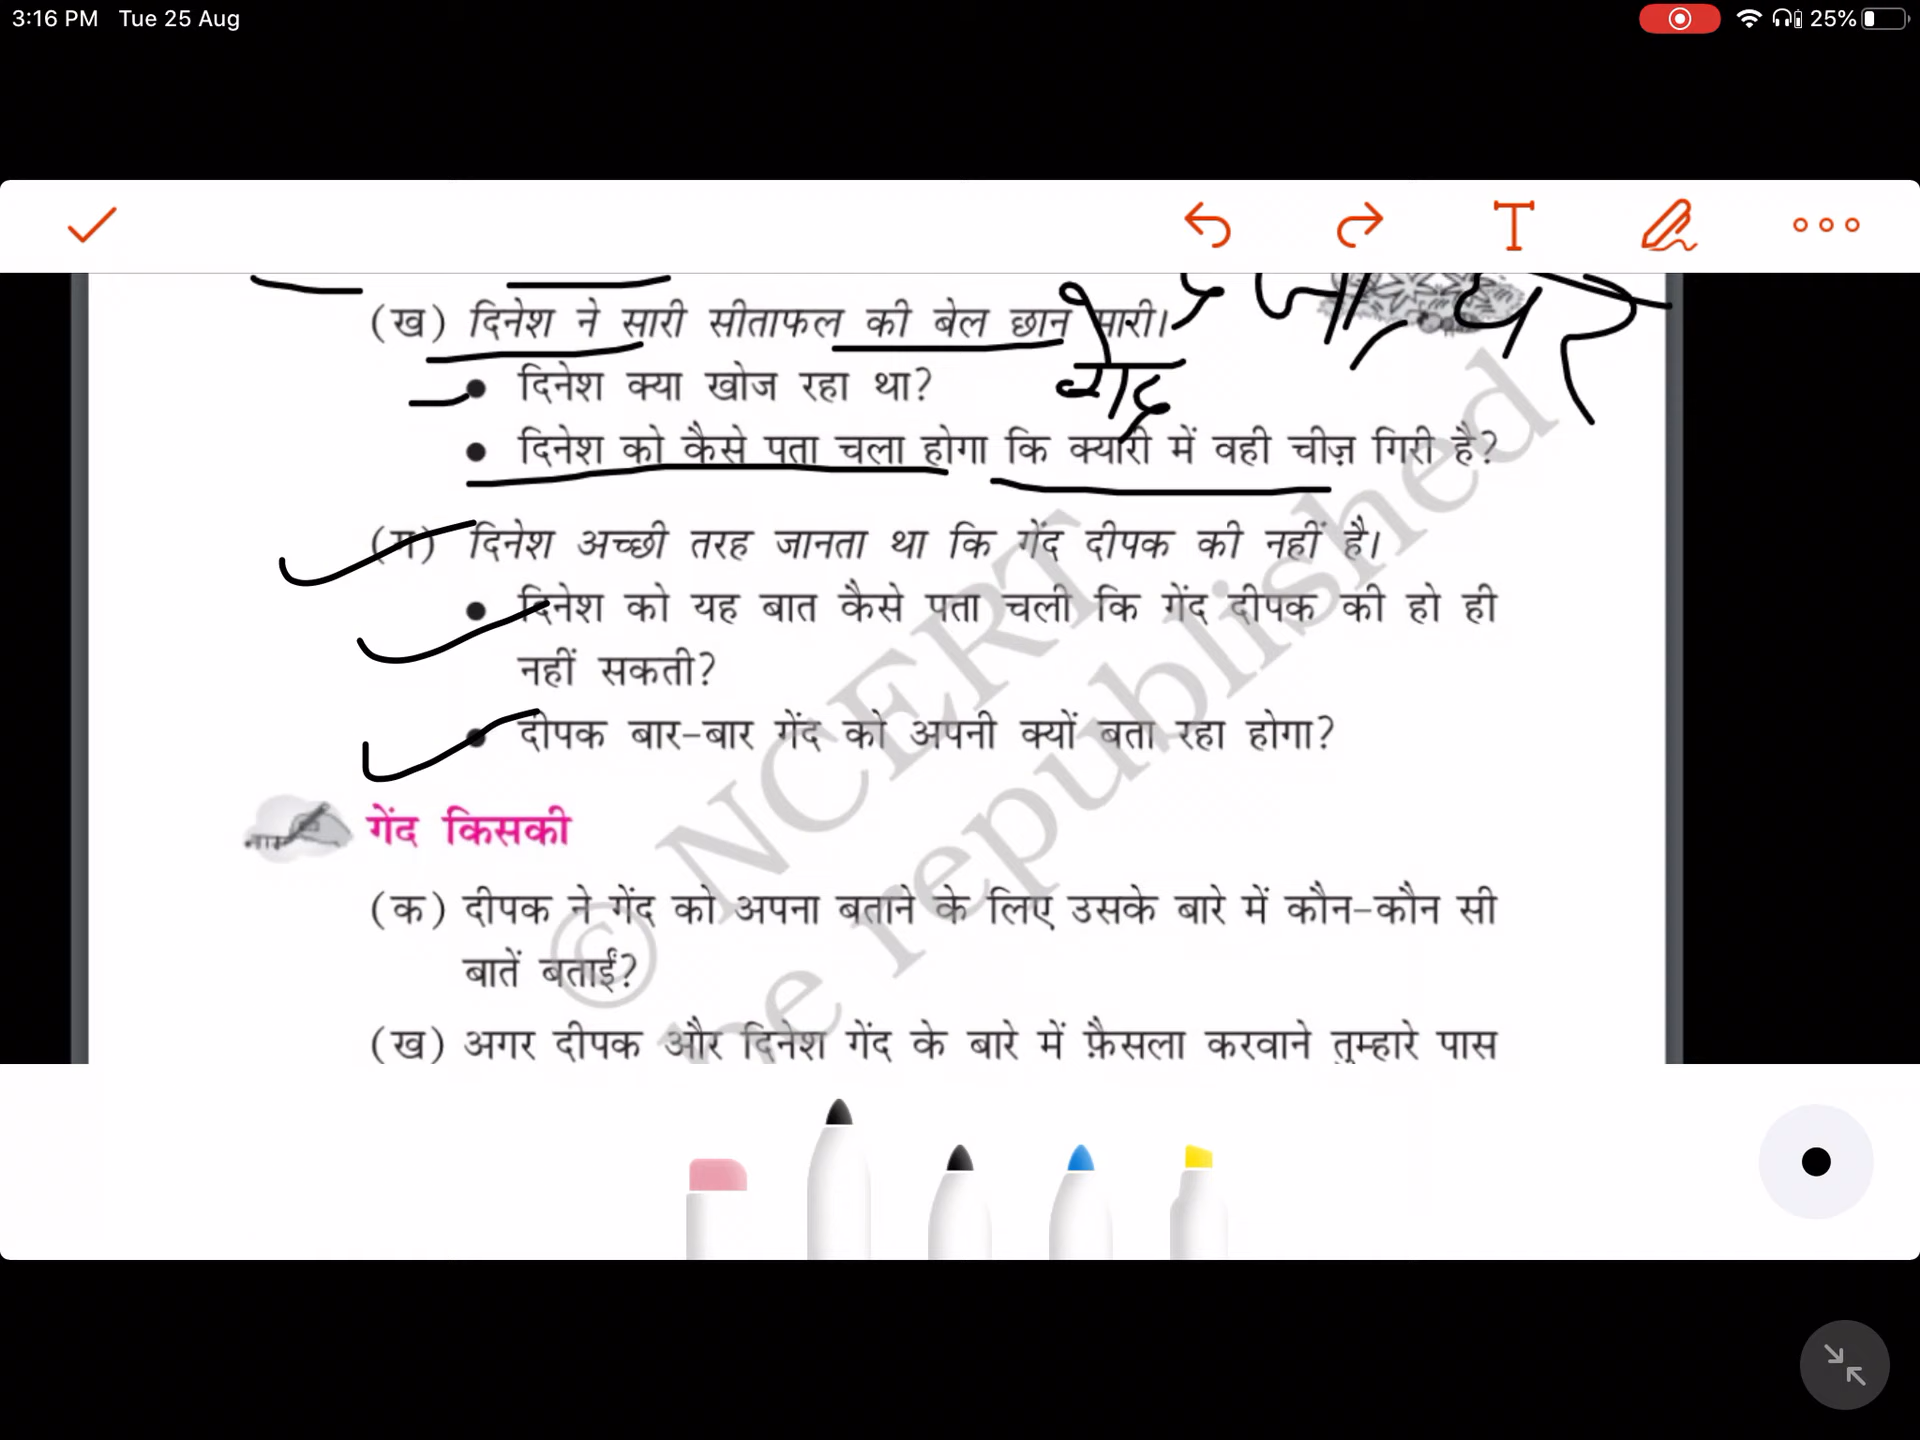 3:16 PM Tue 25 Aug
25%
(ख) दिनेश ने सारी सीताफल की बेल छान मारी।
• दिनेश क्या खोज रहा था?
गेंद
• दिनेश को कैसे पता चला होगा कि क्यारी में वही चीज़ गिरी है?
(ग) दिनेश अच्छी तरह जानता था कि गेंद दीपक की नहीं है।
• दिनेश को यह बात कैसे पता चली कि गेंद दीपक की हो ही
नहीं सकती?
• दीपक बार-बार गेंद को अपनी क्यों बता रहा होगा?
गेंद किसकी
(क) दीपक ने गेंद को अपना बताने के लिए उसके बारे में कौन-कौन सी
बातें बताईं?
(ख) अगर दीपक और दिनेश गेंद के बारे में फ़ैसला करवाने तुम्हारे पास
© NCERT
be republished